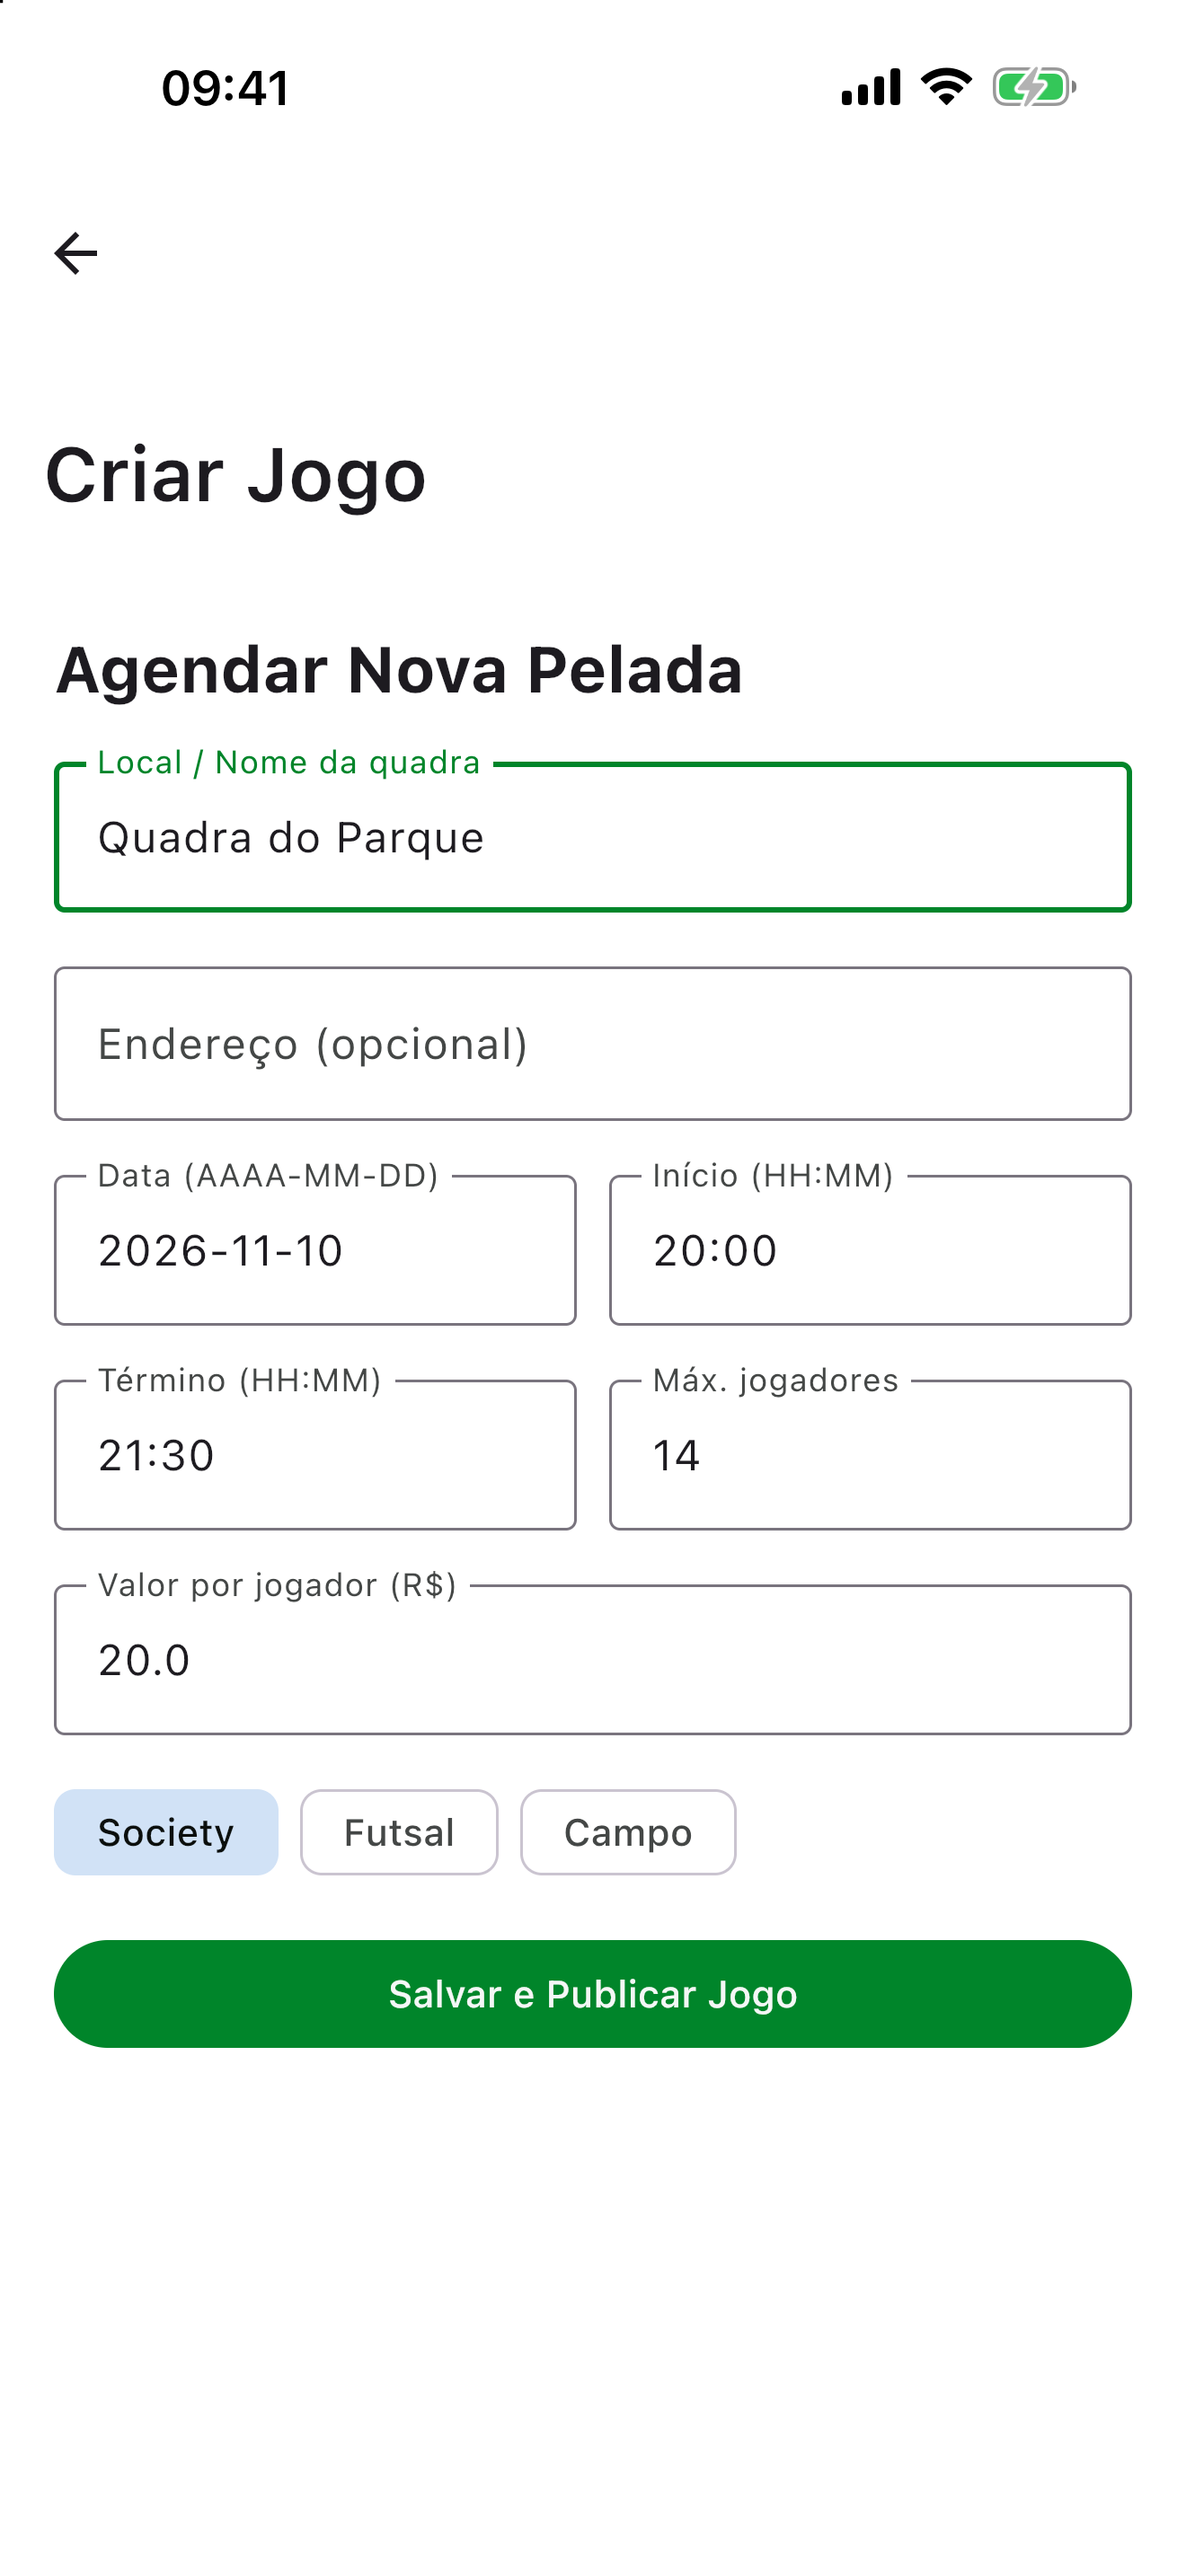 09:41
Criar Jogo
Agendar Nova Pelada
Local / Nome da quadra
Quadra do Parque
Endereço (opcional)
Data (AAAA-MM-DD)
2026-11-10
Início (HH:MM)
20:00
Término (HH:MM)
21:30
Máx. jogadores
14
Valor por jogador (R$)
20.0
Society
Futsal
Campo
Salvar e Publicar Jogo